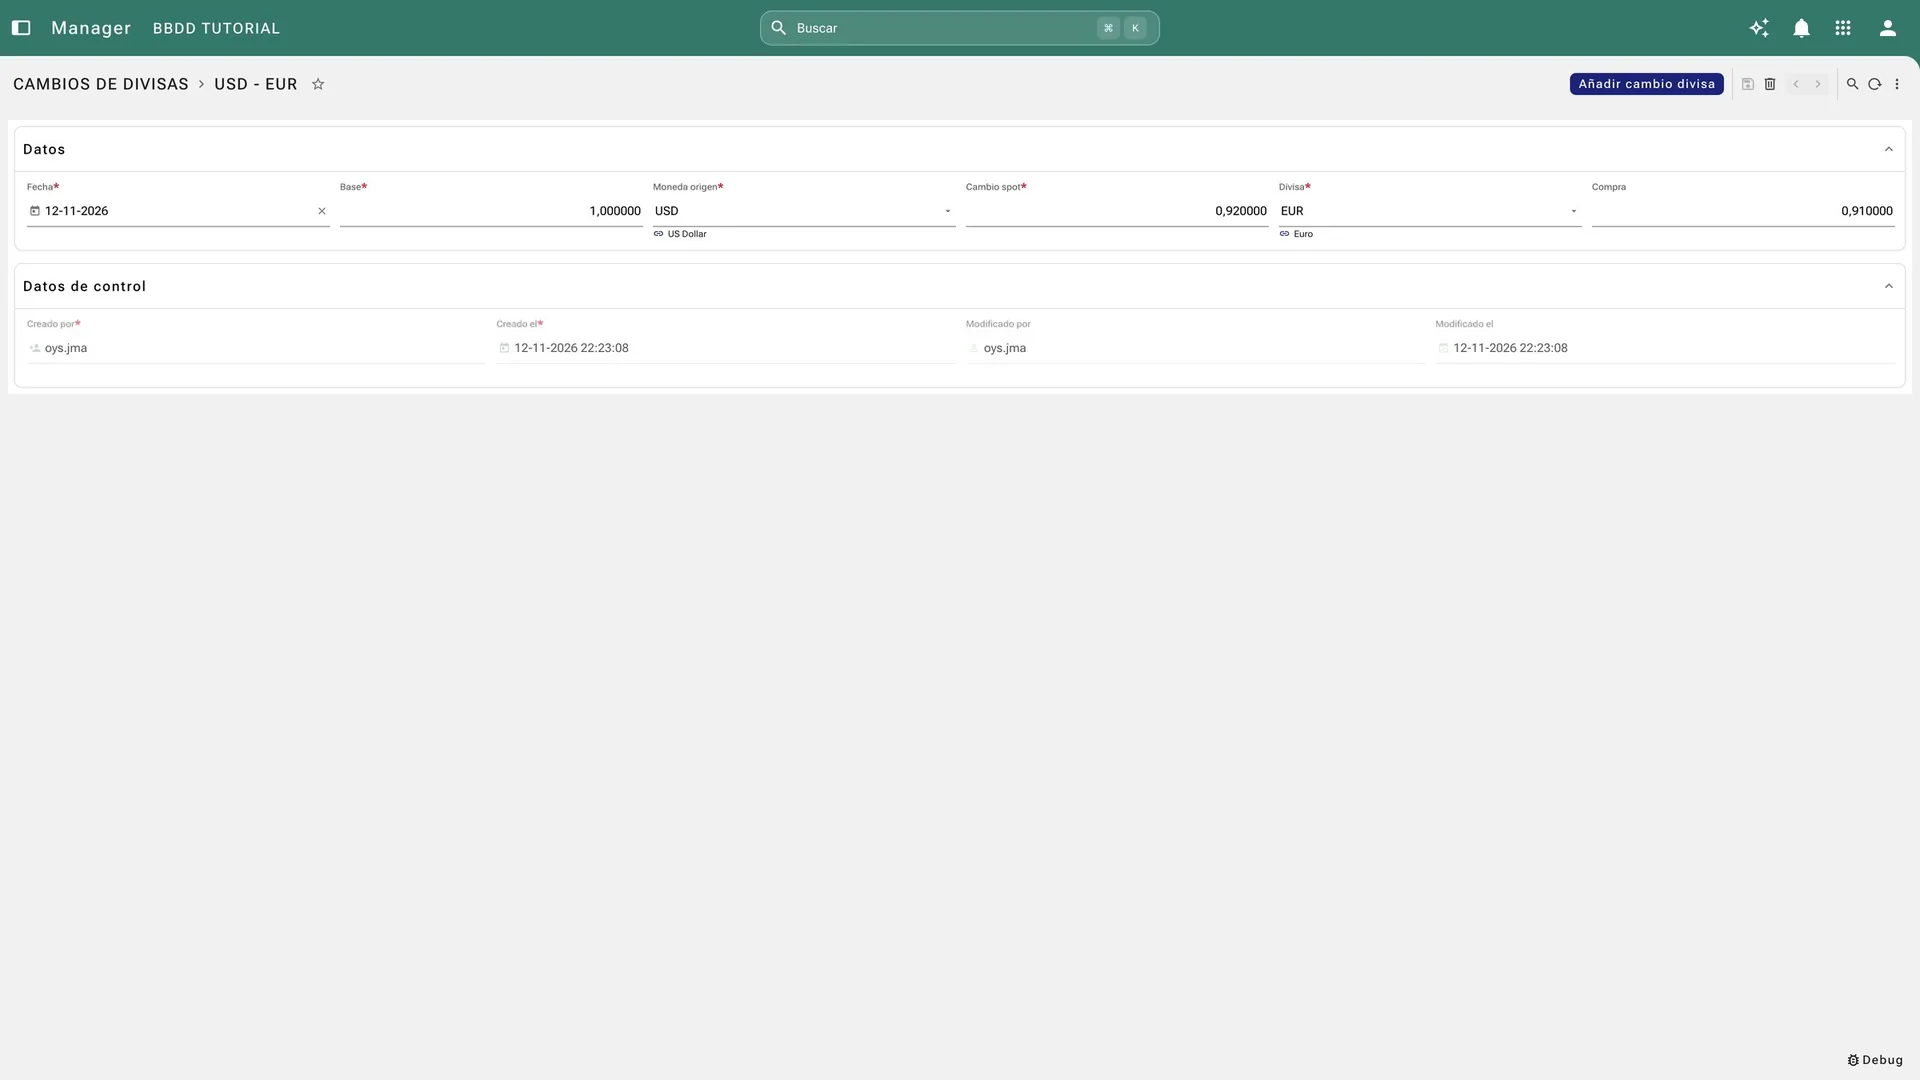 Manager BBDD TUTORIAL Buscar ⌘ K
CAMBIOS DE DIVISAS › USD - EUR Añadir cambio divisa
Datos
Fecha* Base* Moneda origen* Cambio spot* Divisa* Compra
12-11-2026 1,000000 USD 0,920000 EUR 0,910000
US Dollar Euro
Datos de control
Creado por* Creado el* Modificado por Modificado el
oys.jma 12-11-2026 22:23:08 oys.jma 12-11-2026 22:23:08
Debug